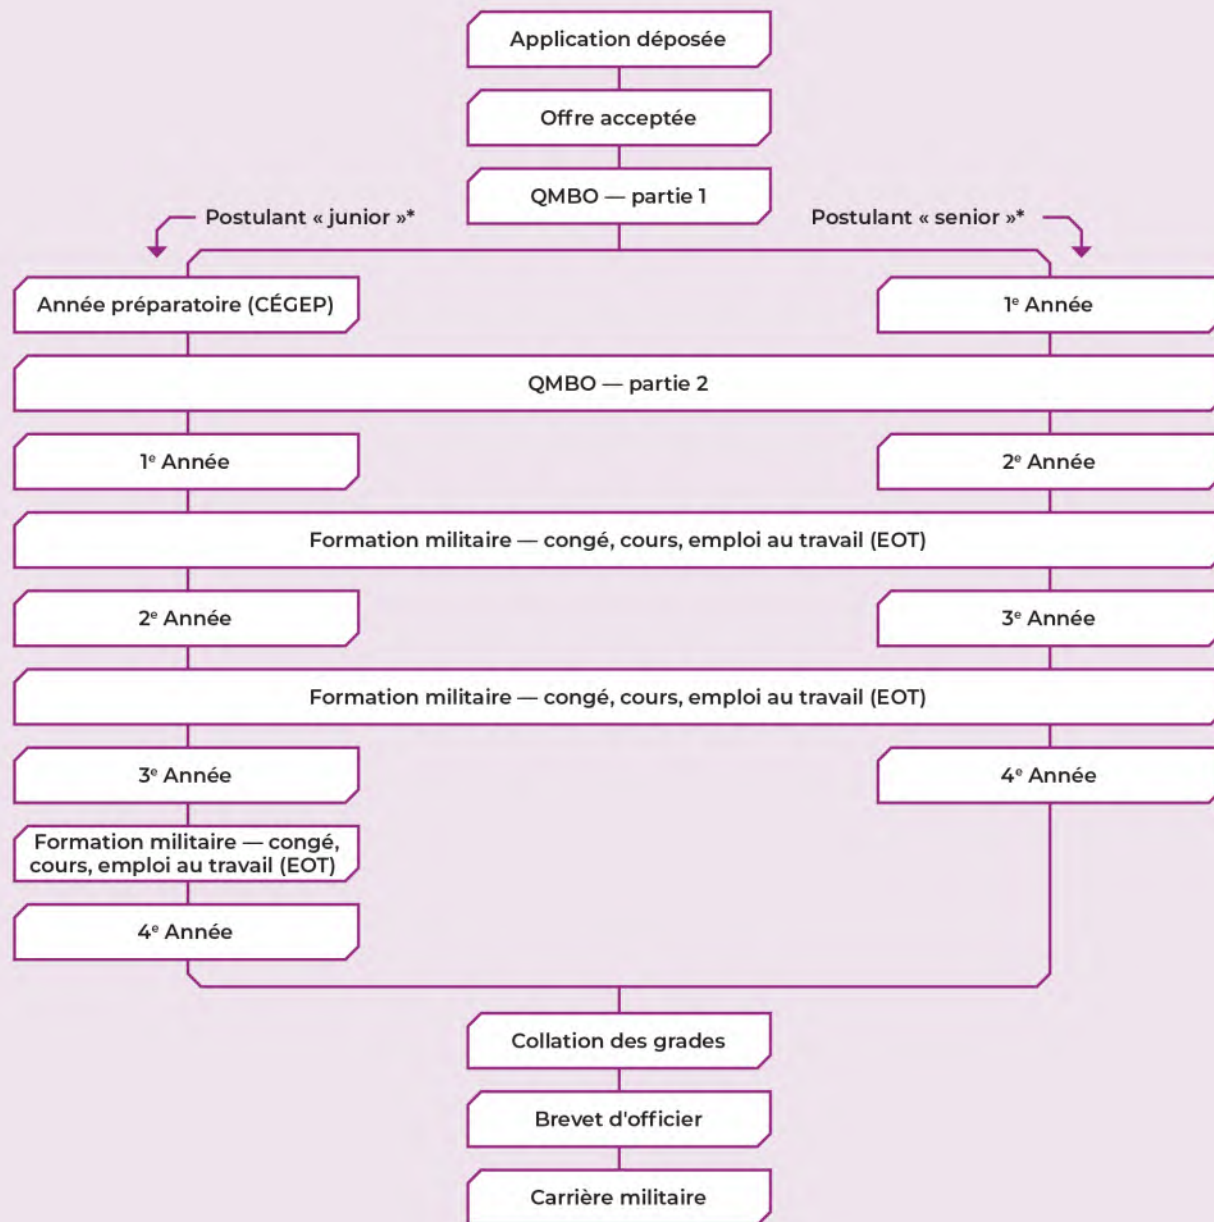 Application déposée
Offre acceptée
QMBO — partie 1
Postulant « junior »*
Postulant « senior »*
Année préparatoire (CÉGEP)
1e Année
QMBO — partie 2
1e Année
2e Année
Formation militaire — congé, cours, emploi au travail (EOT)
2e Année
3e Année
Formation militaire — congé, cours, emploi au travail (EOT)
3e Année
4e Année
Formation militaire — congé,
cours, emploi au travail (EOT)
4e Année
Collation des grades
Brevet d'officier
Carrière militaire